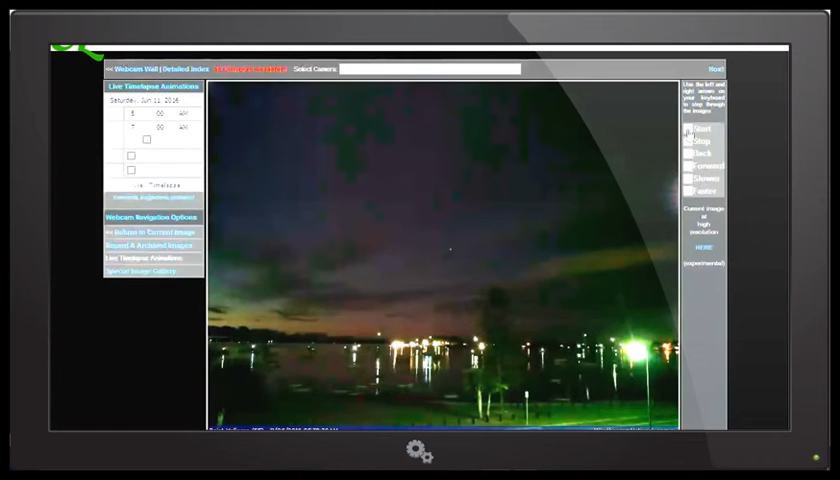 << Webcam Wall | Detailed Index Select Camera: Next
Live Timelapse Animations
Saturday, Jun 11, 2016
5 00 AM
7 00 AM
Timelapse
Webcam Navigation Options
<< Return to Current Image
Recent & Archived Images
Live Timelapse Animations
Special Image Gallery
Use the left and
right arrows on
your keyboard
to step through
the images
Start
Stop
Back
Forward
Slower
Faster
Current image
at
high
resolution
HERE
(experimental)